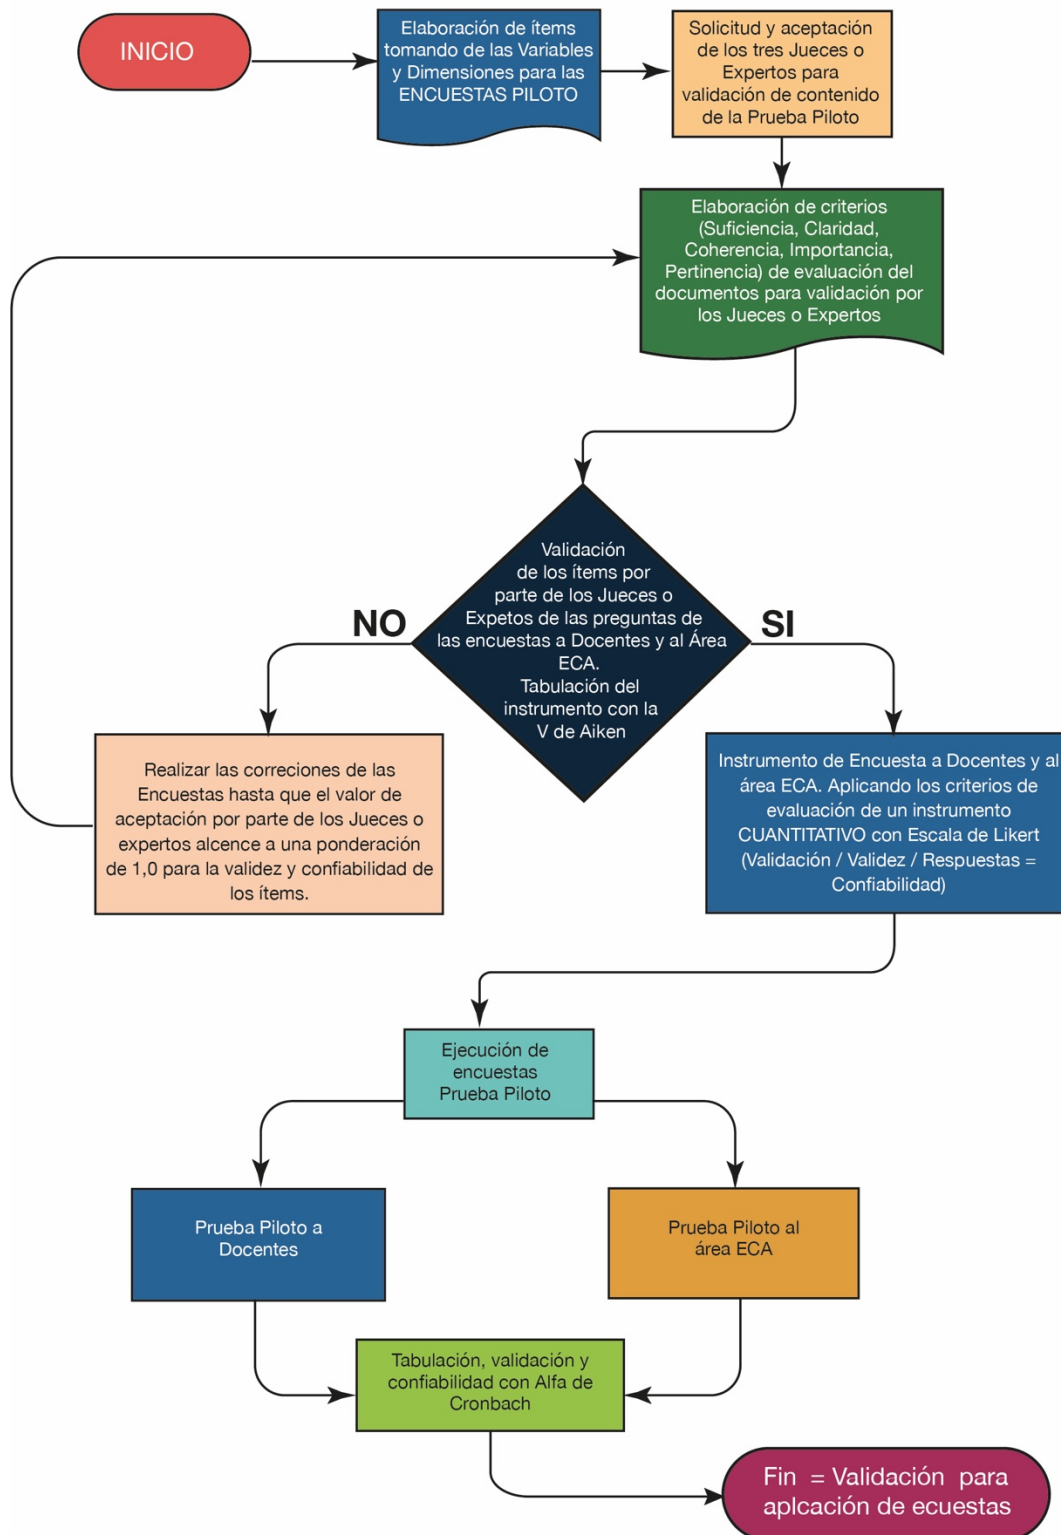 INICIO
Elaboración de ítems
tomando de las Variables
y Dimensiones para las
ENCUESTAS PILOTO
Solicitud y aceptación
de los tres Jueces o
Expertos para
validación de contenido
de la Prueba Piloto
Elaboración de criterios
(Suficiencia, Claridad,
Coherencia, Importancia,
Pertinencia) de evaluación del
documentos para validación por
los Jueces o Expertos
Validación
de los ítems por
parte de los Jueces o
Expetos de las preguntas de
las encuestas a Docentes y al Área
ECA.
Tabulación del
instrumento con la
V de Aiken
NO
SI
Realizar las correciones de las
Encuestas hasta que el valor de
aceptación por parte de los Jueces o
expertos alcence a una ponderación
de 1,0 para la validez y confiabilidad de
los ítems.
Instrumento de Encuesta a Docentes y al
área ECA. Aplicando los criterios de
evaluación de un instrumento
CUANTITATIVO con Escala de Likert
(Validación / Validez / Respuestas =
Confiabilidad)
Ejecución de
encuestas
Prueba Piloto
Prueba Piloto a
Docentes
Prueba Piloto al
área ECA
Tabulación, validación y
confiabilidad con Alfa de
Cronbach
Fin = Validación para
aplcación de ecuestas